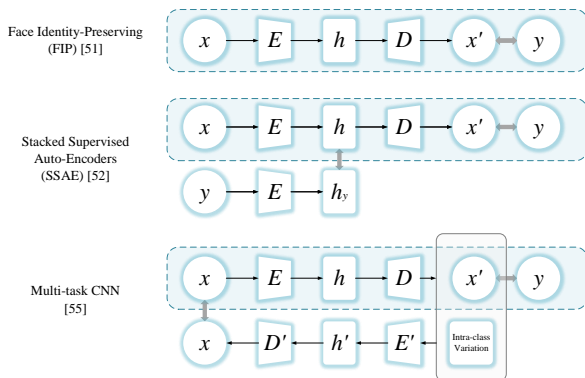 Face Identity-Preserving
(FIP) [51]
x E h D x' y
Stacked Supervised
Auto-Encoders
(SSAE) [52]
x E h D x' y
y E hy
Multi-task CNN
[55]
x E h D x' y
x D' h' E' Intra-class
Variation